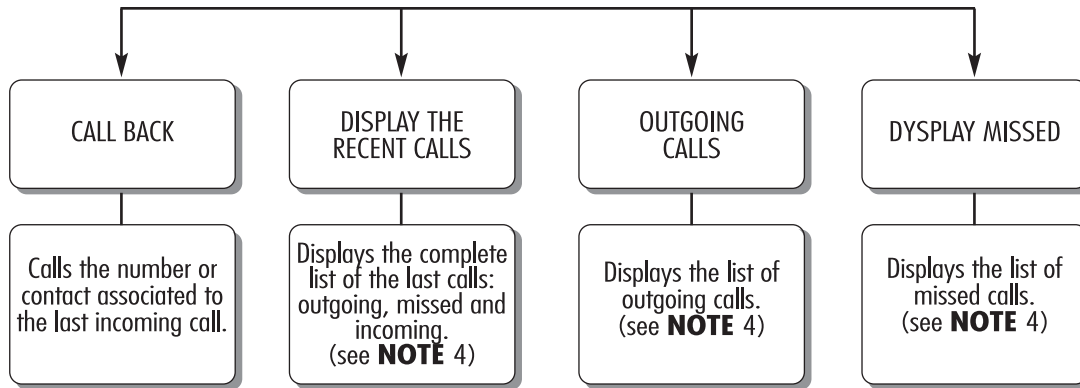 CALL BACK
DISPLAY THE
RECENT CALLS
OUTGOING
CALLS
DYSPLAY MISSED
Calls the number or
contact associated to
the last incoming call.
Displays the complete
list of the last calls:
outgoing, missed and
incoming.
(see NOTE 4)
Displays the list of
outgoing calls.
(see NOTE 4)
Displays the list of
missed calls.
(see NOTE 4)